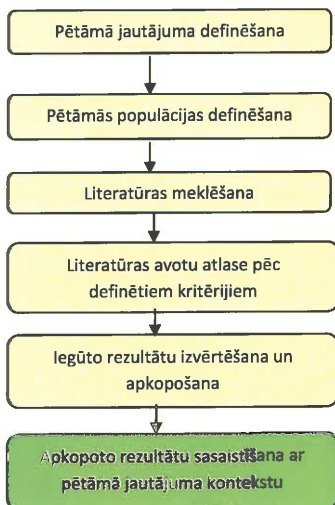 Pētāmā jautājuma definēšana
Pētāmās populācijas definēšana
Literatūras meklēšana
Literatūras avotu atlase pēc
definētiem kritērijiem
Iegūto rezultātu izvērtēšana un
apkopošana
Apkopoto rezultātu sasaistīšana ar
pētāmā jautājuma kontekstu